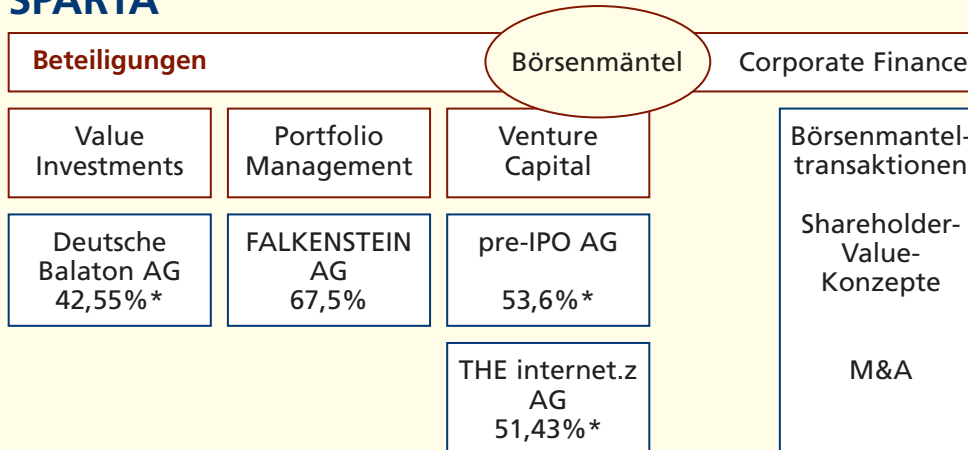 SPARTA
Beteiligungen
Börsenmäntel
Corporate Finance
Value
Investments
Portfolio
Management
Venture
Capital
Börsenmantel-
transaktionen
Shareholder-
Value-
Konzepte
M&A
Deutsche
Balaton AG
42,55%*
FALKENSTEIN
AG
67,5%
pre-IPO AG
53,6%*
THE internet.z
AG
51,43%*